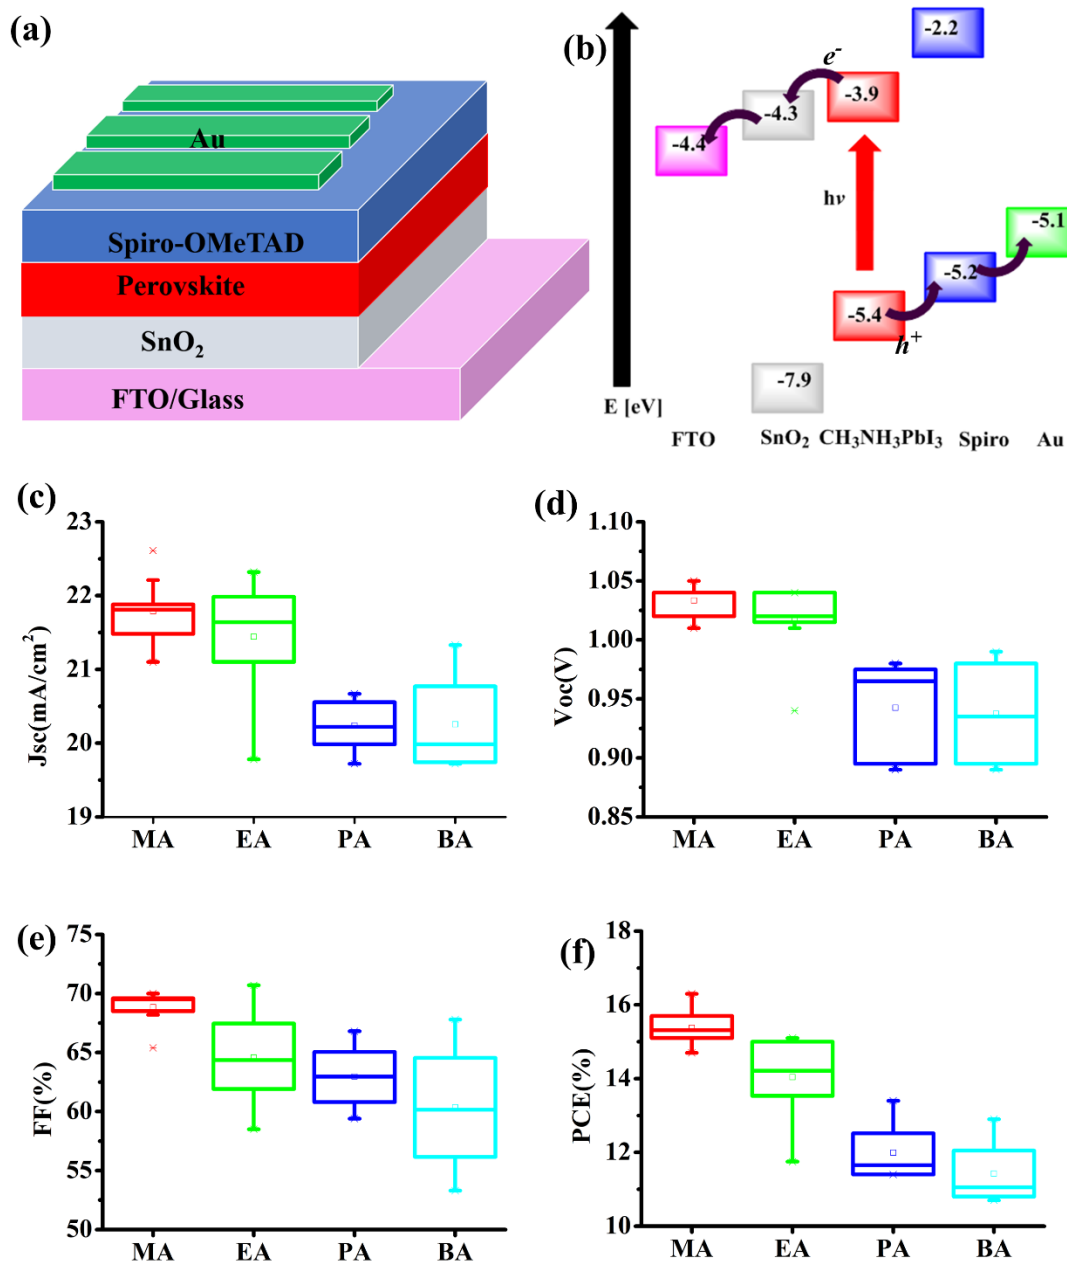 (a)
Au
Spiro-OMeTAD
Perovskite
SnO2
FTO/Glass
(b)
-2.2
e-
-3.9
-4.3
-4.4
hν
-5.1
-5.2
-5.4
h+
-7.9
E [eV]
FTO SnO2 CH3NH3PbI3 Spiro Au
(c)
Jsc(mA/cm2)
23
22
21
20
19
MA EA PA BA
(d)
Voc(V)
1.10
1.05
1.00
0.95
0.90
0.85
MA EA PA BA
(e)
FF(%)
75
70
65
60
55
50
MA EA PA BA
(f)
PCE(%)
18
16
14
12
10
MA EA PA BA